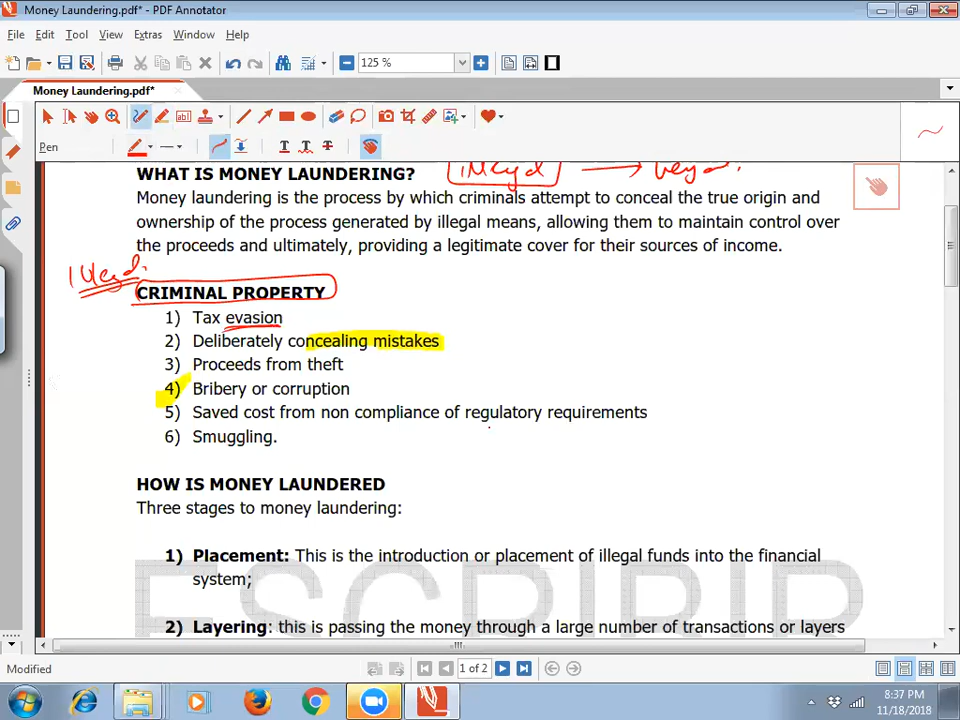 Money Laundering.pdf* - PDF Annotator
File Edit Tool View Extras Window Help
125 %
Money Laundering.pdf*
Pen
WHAT IS MONEY LAUNDERING?
Money laundering is the process by which criminals attempt to conceal the true origin and
ownership of the process generated by illegal means, allowing them to maintain control over
the proceeds and ultimately, providing a legitimate cover for their sources of income.
CRIMINAL PROPERTY
1) Tax evasion
2) Deliberately concealing mistakes
3) Proceeds from theft
4) Bribery or corruption
5) Saved cost from non compliance of regulatory requirements
6) Smuggling.
HOW IS MONEY LAUNDERED
Three stages to money laundering:
1) Placement: This is the introduction or placement of illegal funds into the financial
system;
2) Layering: this is passing the money through a large number of transactions or layers
1 of 2
Modified
8:37 PM
11/18/2018